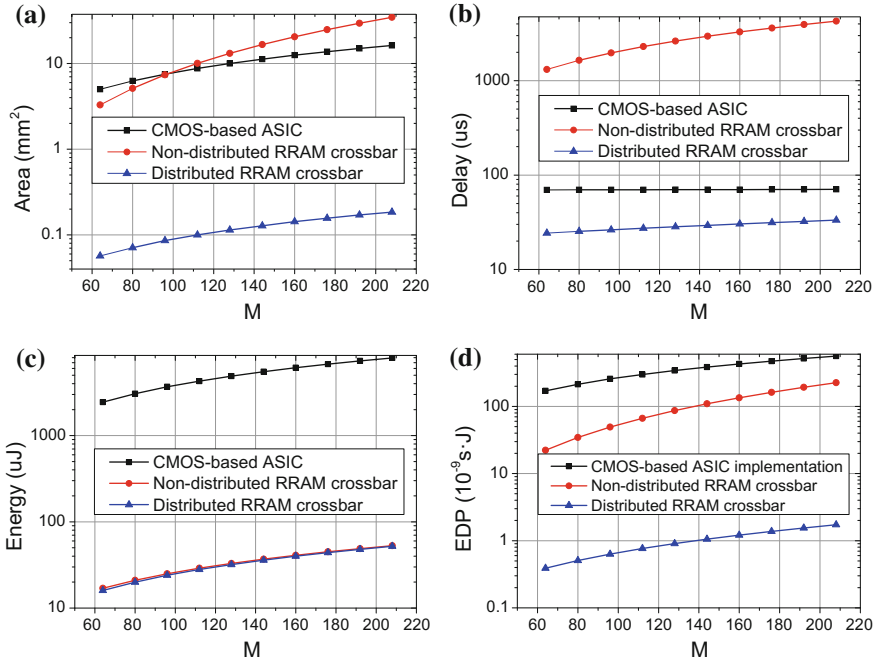 (a)
10
1
0.1
Area (mm²)
CMOS-based ASIC
Non-distributed RRAM crossbar
Distributed RRAM crossbar
60 80 100 120 140 160 180 200 220
M
(b)
1000
100
10
Delay (us)
CMOS-based ASIC
Non-distributed RRAM crossbar
Distributed RRAM crossbar
60 80 100 120 140 160 180 200 220
M
(c)
1000
100
10
Energy (uJ)
CMOS-based ASIC
Non-distributed RRAM crossbar
Distributed RRAM crossbar
60 80 100 120 140 160 180 200 220
M
(d)
100
10
1
0.1
EDP (10⁻⁹s·J)
CMOS-based ASIC implementation
Non-distributed RRAM crossbar
Distributed RRAM crossbar
60 80 100 120 140 160 180 200 220
M